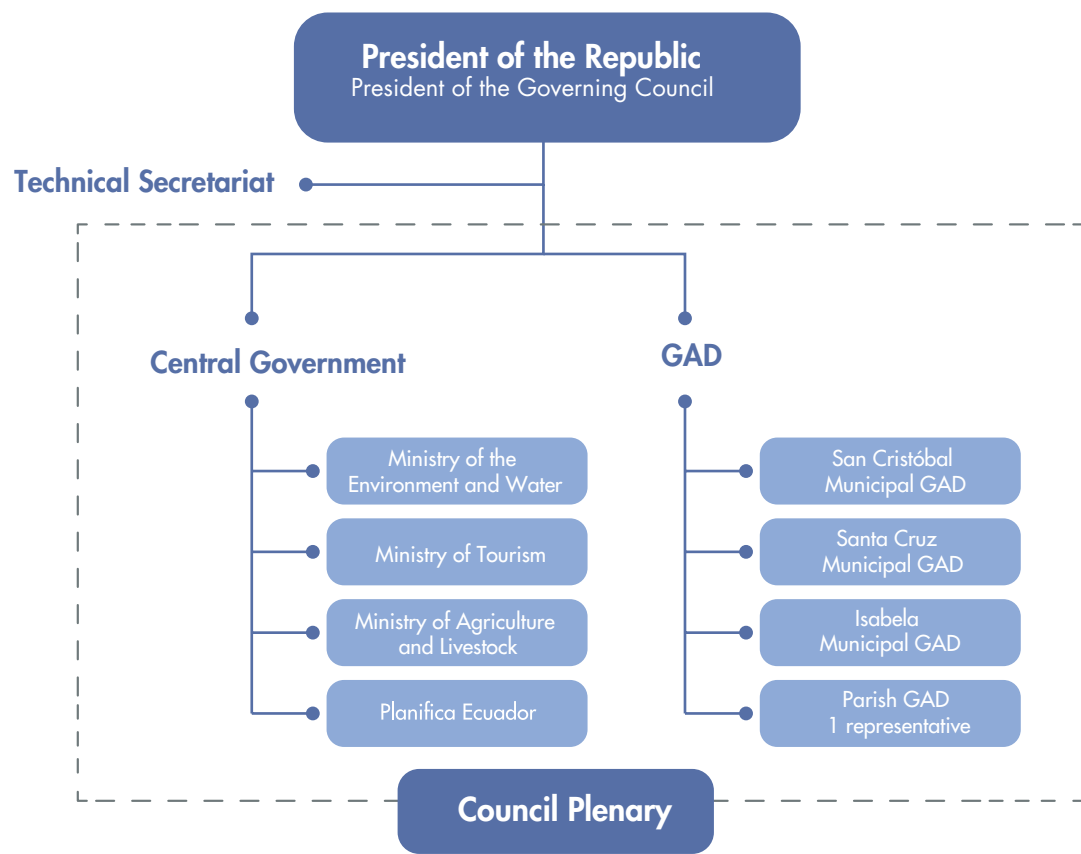 President of the Republic
President of the Governing Council
Technical Secretariat
Central Government
Ministry of the
Environment and Water
Ministry of Tourism
Ministry of Agriculture
and Livestock
Planifica Ecuador
GAD
San Cristóbal
Municipal GAD
Santa Cruz
Municipal GAD
Isabela
Municipal GAD
Parish GAD
1 representative
Council Plenary